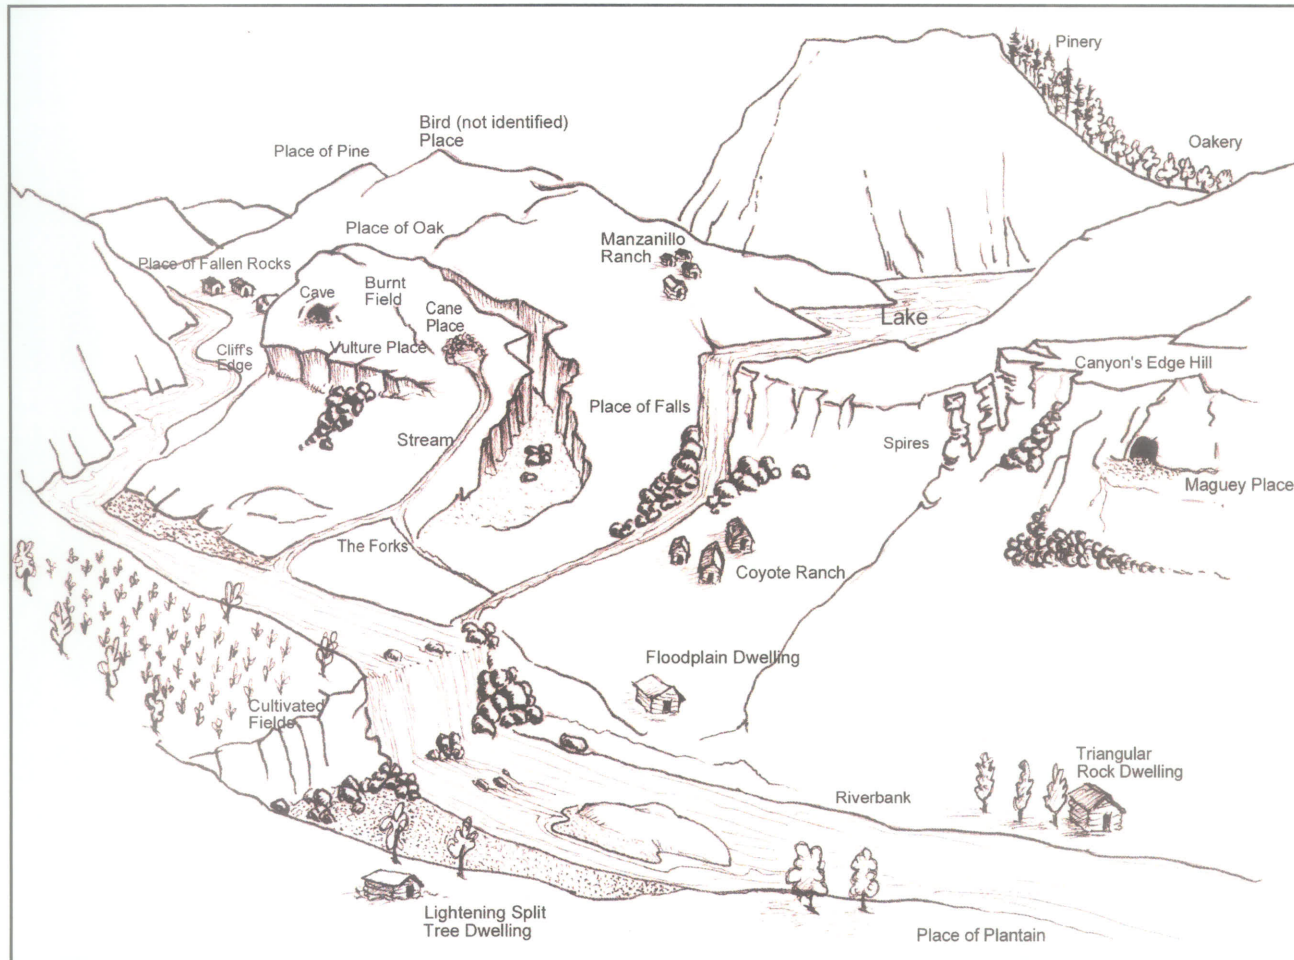 Pinery
Bird (not identified)
Place
Place of Pine
Oakery
Place of Oak
Manzanillo
Ranch
Place of Fallen Rocks
Cave
Burnt
Field
Cane
Place
Lake
Cliff's
Edge
Vulture Place
Canyon's Edge Hill
Place of Falls
Stream
Spires
Maguey Place
The Forks
Coyote Ranch
Floodplain Dwelling
Cultivated
Fields
Triangular
Rock Dwelling
Riverbank
Lightening Split
Tree Dwelling
Place of Plantain